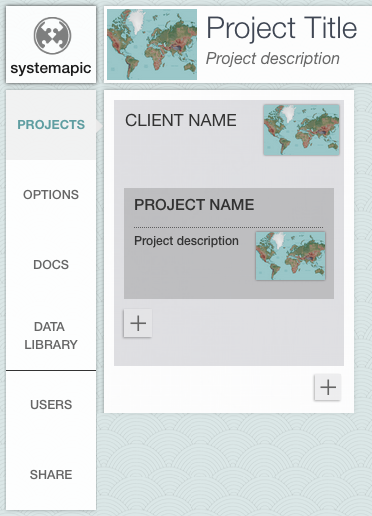 systemapic
Project Title
Project description
PROJECTS
OPTIONS
DOCS
DATA
LIBRARY
USERS
SHARE
CLIENT NAME
PROJECT NAME
Project description